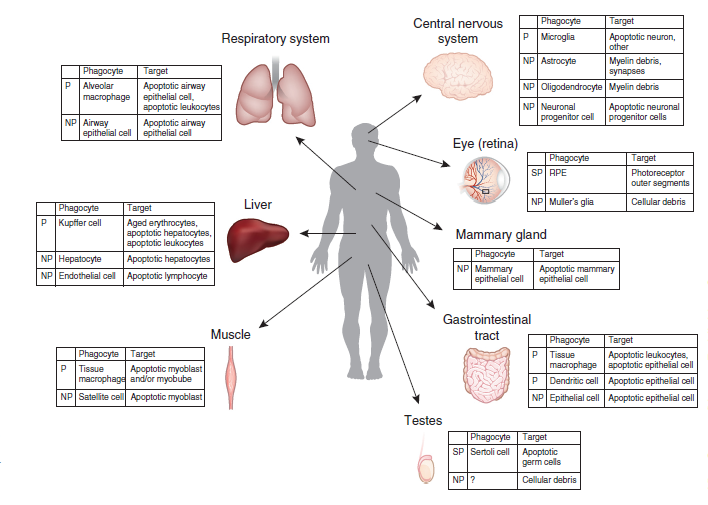 Respiratory system
Phagocyte Target
P Alveolar Apoptotic airway
macrophage epithelial cell,
apoptotic leukocytes
NP Airway Apoptotic airway
epithelial cell epithelial cell
Central nervous
system
Phagocyte Target
P Microglia Apoptotic neuron,
other
NP Astrocyte Myelin debris,
synapses
NP Oligodendrocyte Myelin debris
NP Neuronal Apoptotic neuronal
progenitor cell progenitor cells
Eye (retina)
Phagocyte Target
SP RPE Photoreceptor
outer segments
NP Muller's glia Cellular debris
Liver
Phagocyte Target
P Kupffer cell Aged erythrocytes,
apoptotic hepatocytes,
apoptotic leukocytes
NP Hepatocyte Apoptotic hepatocytes
NP Endothelial cell Apoptotic lymphocyte
Mammary gland
Phagocyte Target
NP Mammary Apoptotic mammary
epithelial cell epithelial cell
Muscle
Phagocyte Target
P Tissue Apoptotic myoblast
macrophage and/or myobube
NP Satellite cell Apoptotic myoblast
Gastrointestinal
tract
Phagocyte Target
P Tissue Apoptotic leukocytes,
macrophage apoptotic epithelial cell
P Dendritic cell Apoptotic epithelial cell
NP Epithelial cell Apoptotic epithelial cell
Testes
Phagocyte Target
SP Sertoli cell Apoptotic
germ cells
NP ? Cellular debris